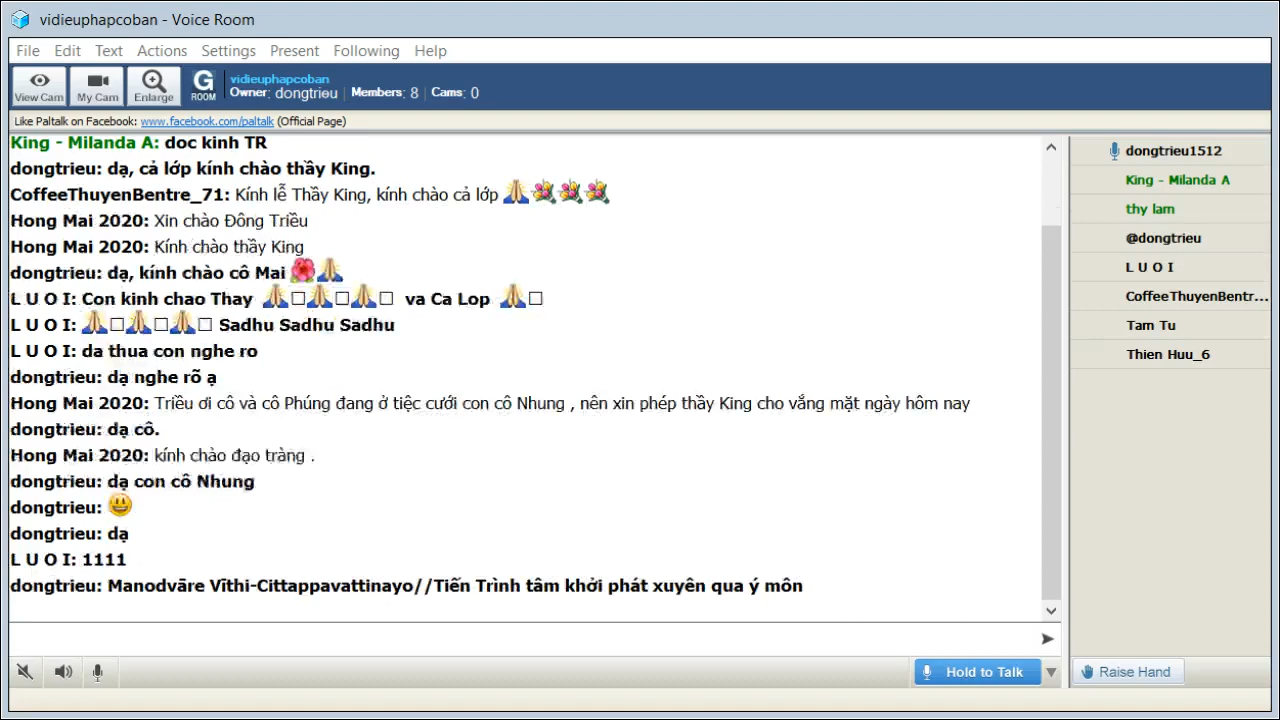 vidieuphapcoban - Voice Room
File Edit Text Actions Settings Present Following Help
View Cam My Cam Enlarge G ROOM vidieuphapcoban
Owner: dongtrieu Members: 8 Cams: 0
Like Paltalk on Facebook: www.facebook.com/paltalk (Official Page)
King - Milanda A: doc kinh TR
dongtrieu: dạ, cả lớp kính chào thầy King.
CoffeeThuyenBentre_71: Kính lễ Thầy King, kính chào cả lớp
Hong Mai 2020: Xin chào Đông Triều
Hong Mai 2020: Kính chào thầy King
dongtrieu: dạ, kính chào cô Mai
L U O I: Con kinh chao Thay va Ca Lop
L U O I: Sadhu Sadhu Sadhu
L U O I: da thua con nghe ro
dongtrieu: dạ nghe rõ ạ
Hong Mai 2020: Triều ơi cô và cô Phúng đang ở tiệc cưới con cô Nhung , nên xin phép thầy King cho vắng mặt ngày hôm nay
dongtrieu: dạ cô.
Hong Mai 2020: kính chào đạo tràng .
dongtrieu: dạ con cô Nhung
dongtrieu:
dongtrieu: dạ
L U O I: 1111
dongtrieu: Manodvāre Vīthi-Cittappavattinayo//Tiến Trình tâm khởi phát xuyên qua ý môn
dongtrieu1512
King - Milanda A
thy lam
@dongtrieu
L U O I
CoffeeThuyenBentr...
Tam Tu
Thien Huu_6
Hold to Talk
Raise Hand